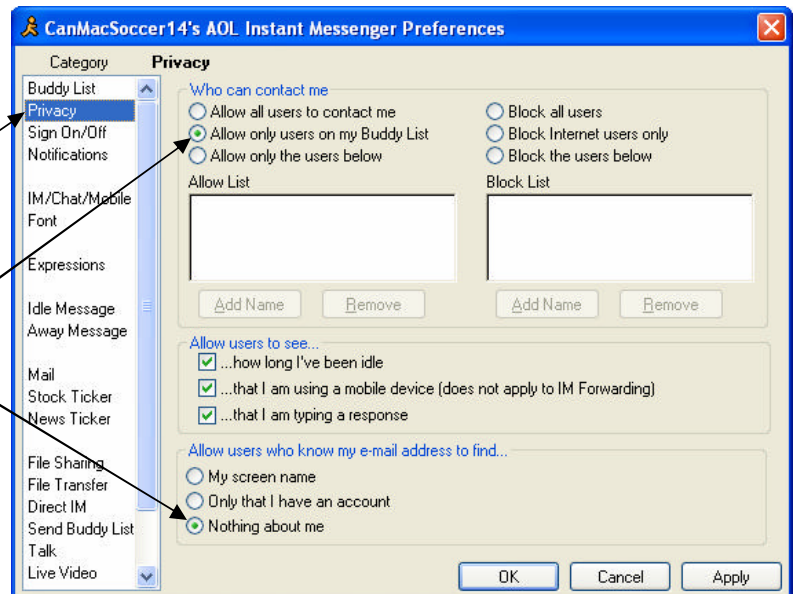 CanMacSoccer14's AOL Instant Messenger Preferences
Category
Privacy
Buddy List
Privacy
Sign On/Off
Notifications
IM/Chat/Mobile
Font
Expressions
Idle Message
Away Message
Mail
Stock Ticker
News Ticker
File Sharing
File Transfer
Direct IM
Send Buddy List
Talk
Live Video
Who can contact me
Allow all users to contact me
Allow only users on my Buddy List
Allow only the users below
Block all users
Block Internet users only
Block the users below
Allow List
Block List
Add Name Remove
Add Name Remove
Allow users to see...
...how long I've been idle
...that I am using a mobile device (does not apply to IM Forwarding)
...that I am typing a response
Allow users who know my e-mail address to find...
My screen name
Only that I have an account
Nothing about me
OK Cancel Apply